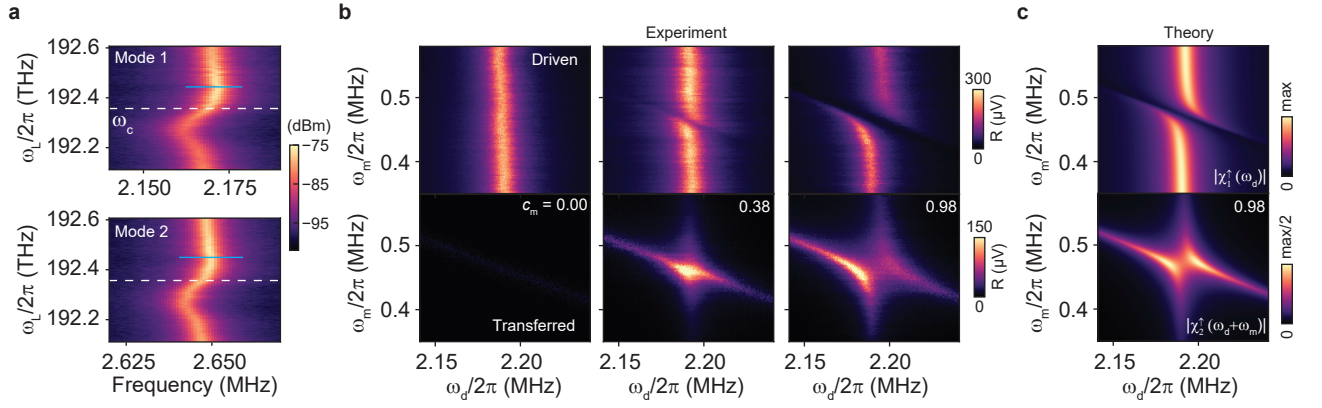 a
b
c
Experiment
Theory
192.6
192.4
192.2
ω_L/2π (THz)
Mode 1
ω_c
2.150
2.175
(dBm)
−75
−85
−95
192.6
192.4
192.2
ω_L/2π (THz)
Mode 2
2.625
2.650
Frequency (MHz)
0.5
0.4
ω_m/2π (MHz)
Driven
300
0
R (μV)
0.5
0.4
ω_m/2π (MHz)
c_m = 0.00
0.38
0.98
Transferred
150
0
R (μV)
2.15
2.20
2.15
2.20
2.15
2.20
ω_d/2π (MHz)
ω_d/2π (MHz)
ω_d/2π (MHz)
0.5
0.4
ω_m/2π (MHz)
|χ₁^↑(ω_d)|
0 max
0.5
0.4
ω_m/2π (MHz)
0.98
|χ₂^↑(ω_d+ω_m)|
0 max/2
2.15
2.20
ω_d/2π (MHz)